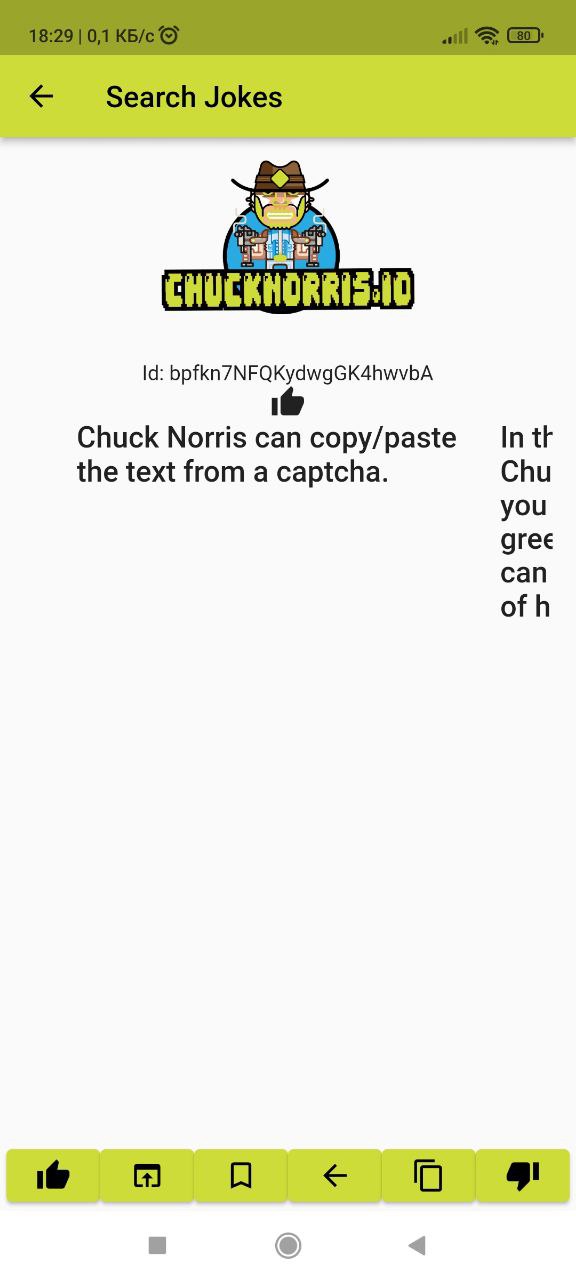 18:29 | 0,1 КБ/с
80
Search Jokes
CHUCKNORRIS.IO
Id: bpfkn7NFQKydwgGK4hwvbA
Chuck Norris can copy/paste
the text from a captcha.
In th
Chu
you
gree
can
of h